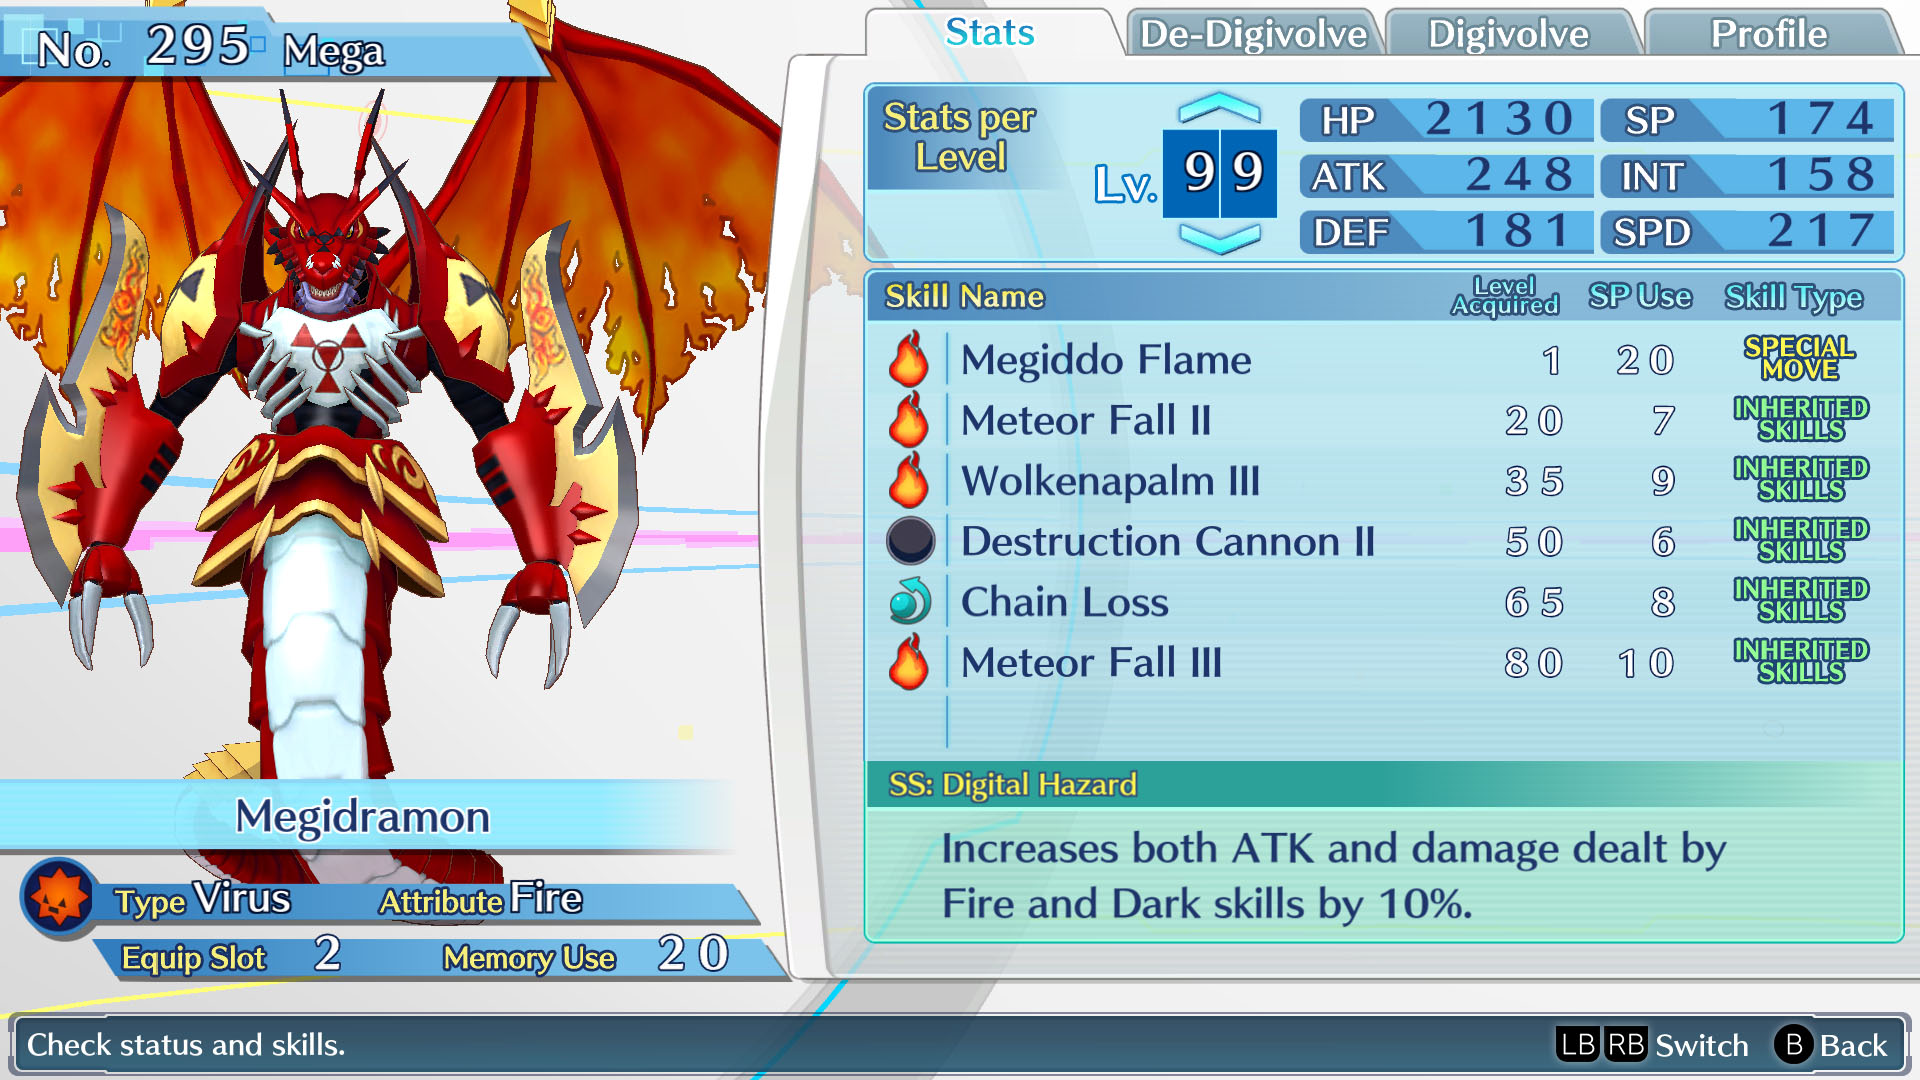 No. 295 Mega
Stats
De-Digivolve
Digivolve
Profile
Stats per
Level
Lv. 99
HP 2130
SP 174
ATK 248
INT 158
DEF 181
SPD 217
Skill Name
Level
Acquired
SP Use
Skill Type
Megiddo Flame 1 20 SPECIAL
MOVE
Meteor Fall II 20 7 INHERITED
SKILLS
Wolkenapalm III 35 9 INHERITED
SKILLS
Destruction Cannon II 50 6 INHERITED
SKILLS
Chain Loss 65 8 INHERITED
SKILLS
Meteor Fall III 80 10 INHERITED
SKILLS
SS: Digital Hazard
Increases both ATK and damage dealt by
Fire and Dark skills by 10%.
Megidramon
Type Virus Attribute Fire
Equip Slot 2 Memory Use 20
Check status and skills.
LB RB Switch B Back